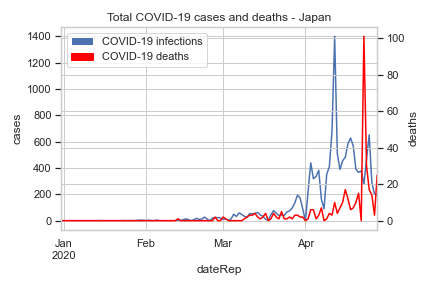 Total COVID-19 cases and deaths - Japan
COVID-19 infections
COVID-19 deaths
1400
1200
1000
800
600
400
200
0
cases
100
80
60
40
20
0
deaths
Jan
2020
Feb
Mar
Apr
dateRep